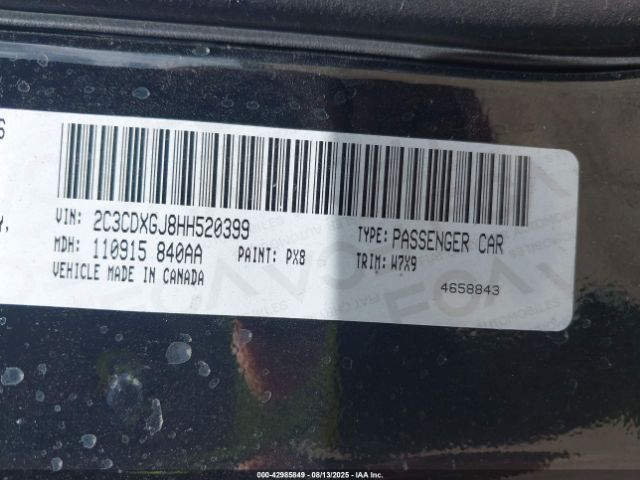 S
VIN: 2C3CDXGJ8HH520399
TYPE: PASSENGER CAR
Y,
MDH: 110915 840AA
PAINT: PX8
TRIM: W7X9
VEHICLE MADE IN CANADA
4658843
000-42985849 - 08/13/2025 - IAA Inc.